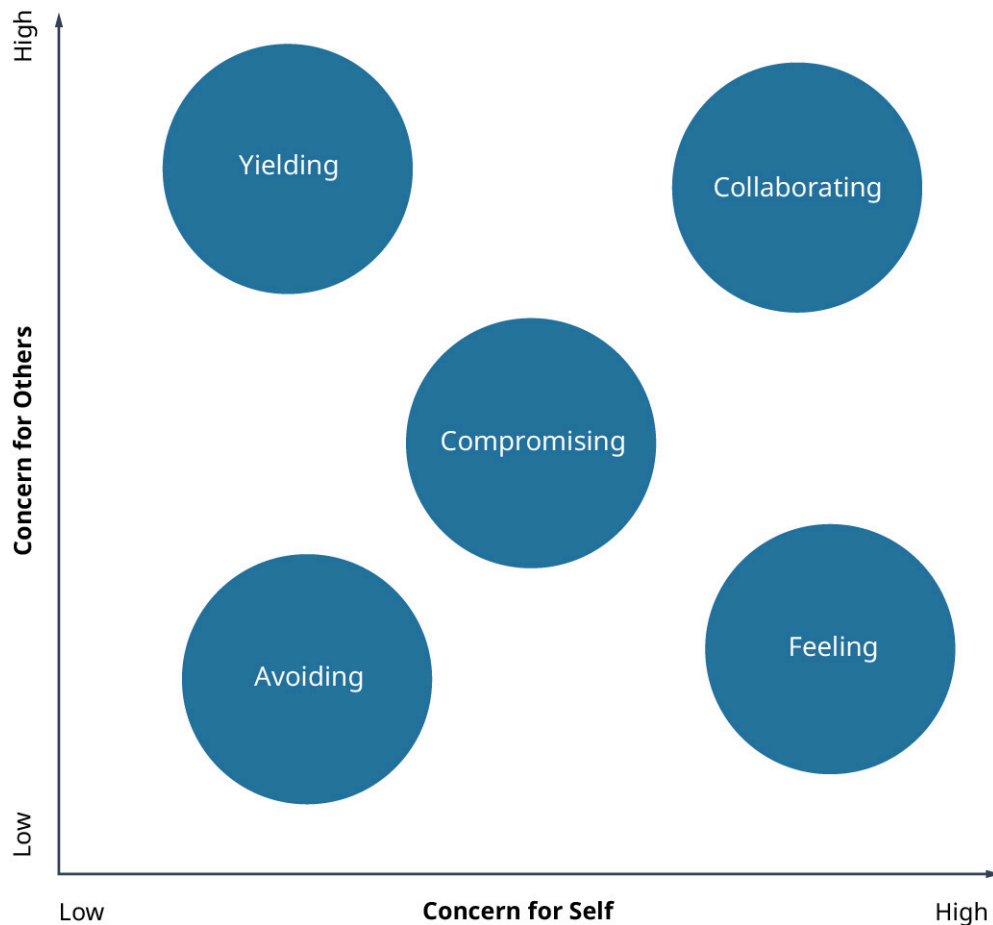 High
Yielding
Collaborating
Concern for Others
Compromising
Feeling
Avoiding
Low
Low
Concern for Self
High